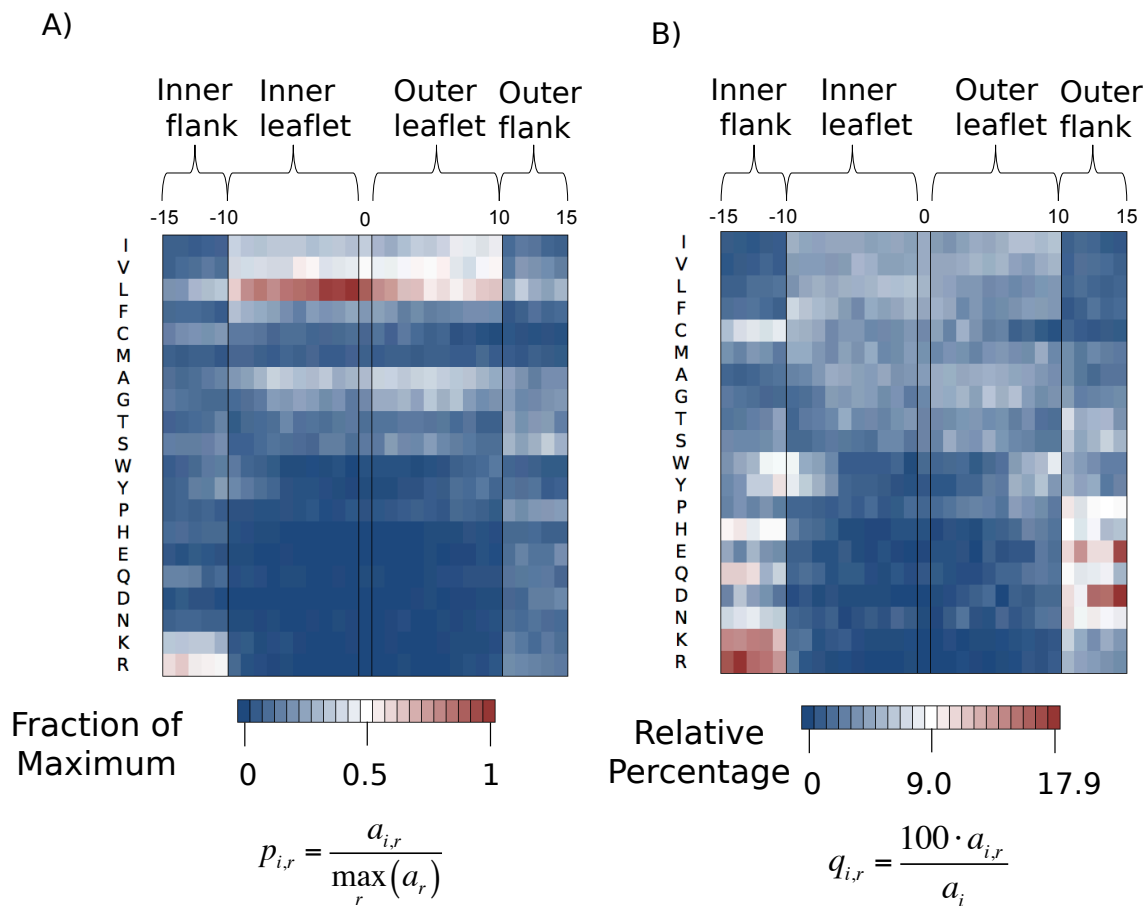 A)
Inner flank
Inner leaflet
Outer leaflet
Outer flank
-15 -10 0 10 15
I
V
L
F
C
M
A
G
T
S
W
Y
P
H
E
Q
D
N
K
R
Fraction of Maximum
0 0.5 1
p_{i,r} = a_{i,r} / max_r(a_r)
B)
Inner flank
Inner leaflet
Outer leaflet
Outer flank
-15 -10 0 10 15
I
V
L
F
C
M
A
G
T
S
W
Y
P
H
E
Q
D
N
K
R
Relative Percentage
0 9.0 17.9
q_{i,r} = 100 · a_{i,r} / a_i